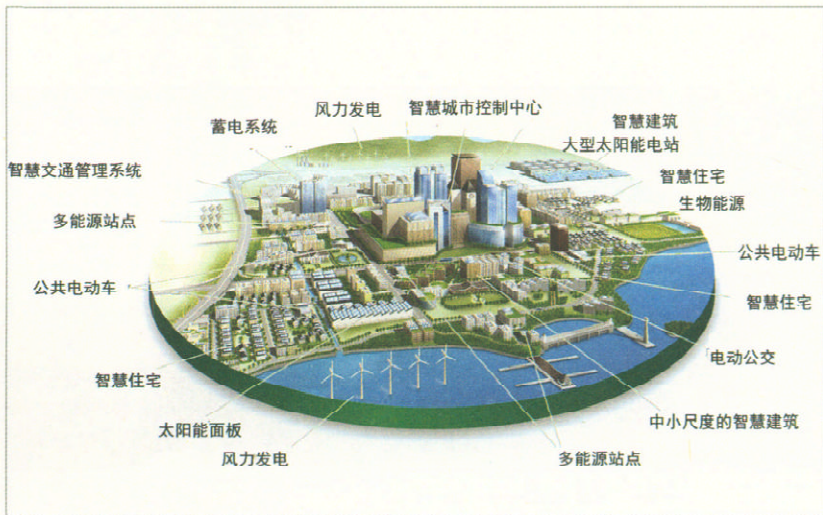 风力发电
智慧城市控制中心
蓄电系统
智慧建筑
大型太阳能电站
智慧文通管理系统
智慧住宅
生物能源
多能源站点
公共电动车
公共电动车
智慧住宅
电动公交
智慧住宅
中小尺度的智慧建筑
太阳能面板
风力发电
多能源站点